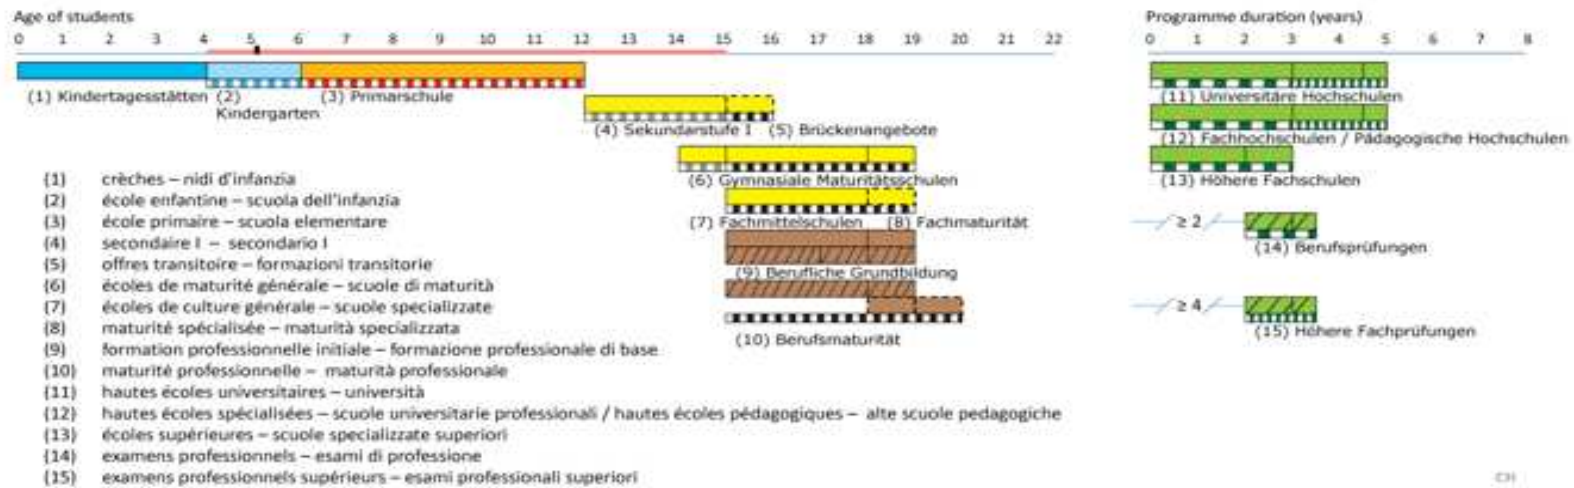 Age of students
Programme duration (years)
0 1 2 3 4 5 6 7 8 9 10 11 12 13 14 15 16 17 18 19 20 21 22
0 1 2 3 4 5 6 7 8
(1) Kindertagesstätten (2) Kindergarten
(3) Primarschule
(4) Sekundarstufe I (5) Brückenangebote
(6) Gymnasiale Maturitätsschulen
(7) Fachmittelschulen (8) Fachmaturität
(9) Berufliche Grundbildung
(10) Berufsmaturität
(11) Universitäre Hochschulen
(12) Fachhochschulen / Pädagogische Hochschulen
(13) Höhere Fachschulen
≥ 2
(14) Berufsprüfungen
≥ 4
(15) Höhere Fachprüfungen
(1) crèches – nidi d'infanzia
(2) école enfantine – scuola dell'infanzia
(3) école primaire – scuola elementare
(4) secondaire I – secondario I
(5) offres transitoire – formazioni transitorie
(6) écoles de maturité générale – scuole di maturità
(7) écoles de culture générale – scuole specializzate
(8) maturité spécialisée – maturità specializzata
(9) formation professionnelle initiale – formazione professionale di base
(10) maturité professionnelle – maturità professionale
(11) hautes écoles universitaires – università
(12) hautes écoles spécialisées – scuole universitarie professionali / hautes écoles pédagogiques – alte scuole pedagogiche
(13) écoles supérieures – scuole specializzate superiori
(14) examens professionnels – esami di professione
(15) examens professionnels supérieurs – esami professionali superiori
CH